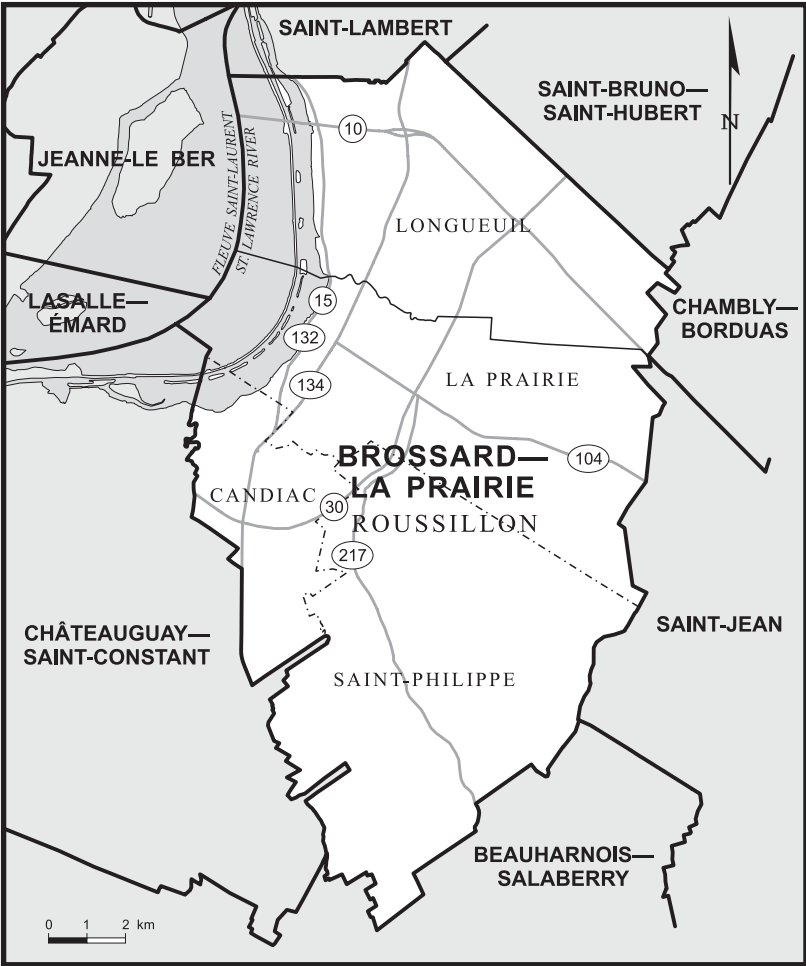 SAINT-LAMBERT
SAINT-BRUNO—
SAINT-HUBERT
N
10
JEANNE-LE BER
FLEUVE SAINT-LAURENT
ST. LAWRENCE RIVER
LONGUEUIL
15
LASALLE—
ÉMARD
CHAMBLY—
BORDUAS
132
134
LA PRAIRIE
BROSSARD—
LA PRAIRIE
104
CANDIAC
30
ROUSSILLON
217
CHÂTEAUGUAY—
SAINT-CONSTANT
SAINT-JEAN
SAINT-PHILIPPE
BEAUHARNOIS—
SALABERRY
0 1 2 km